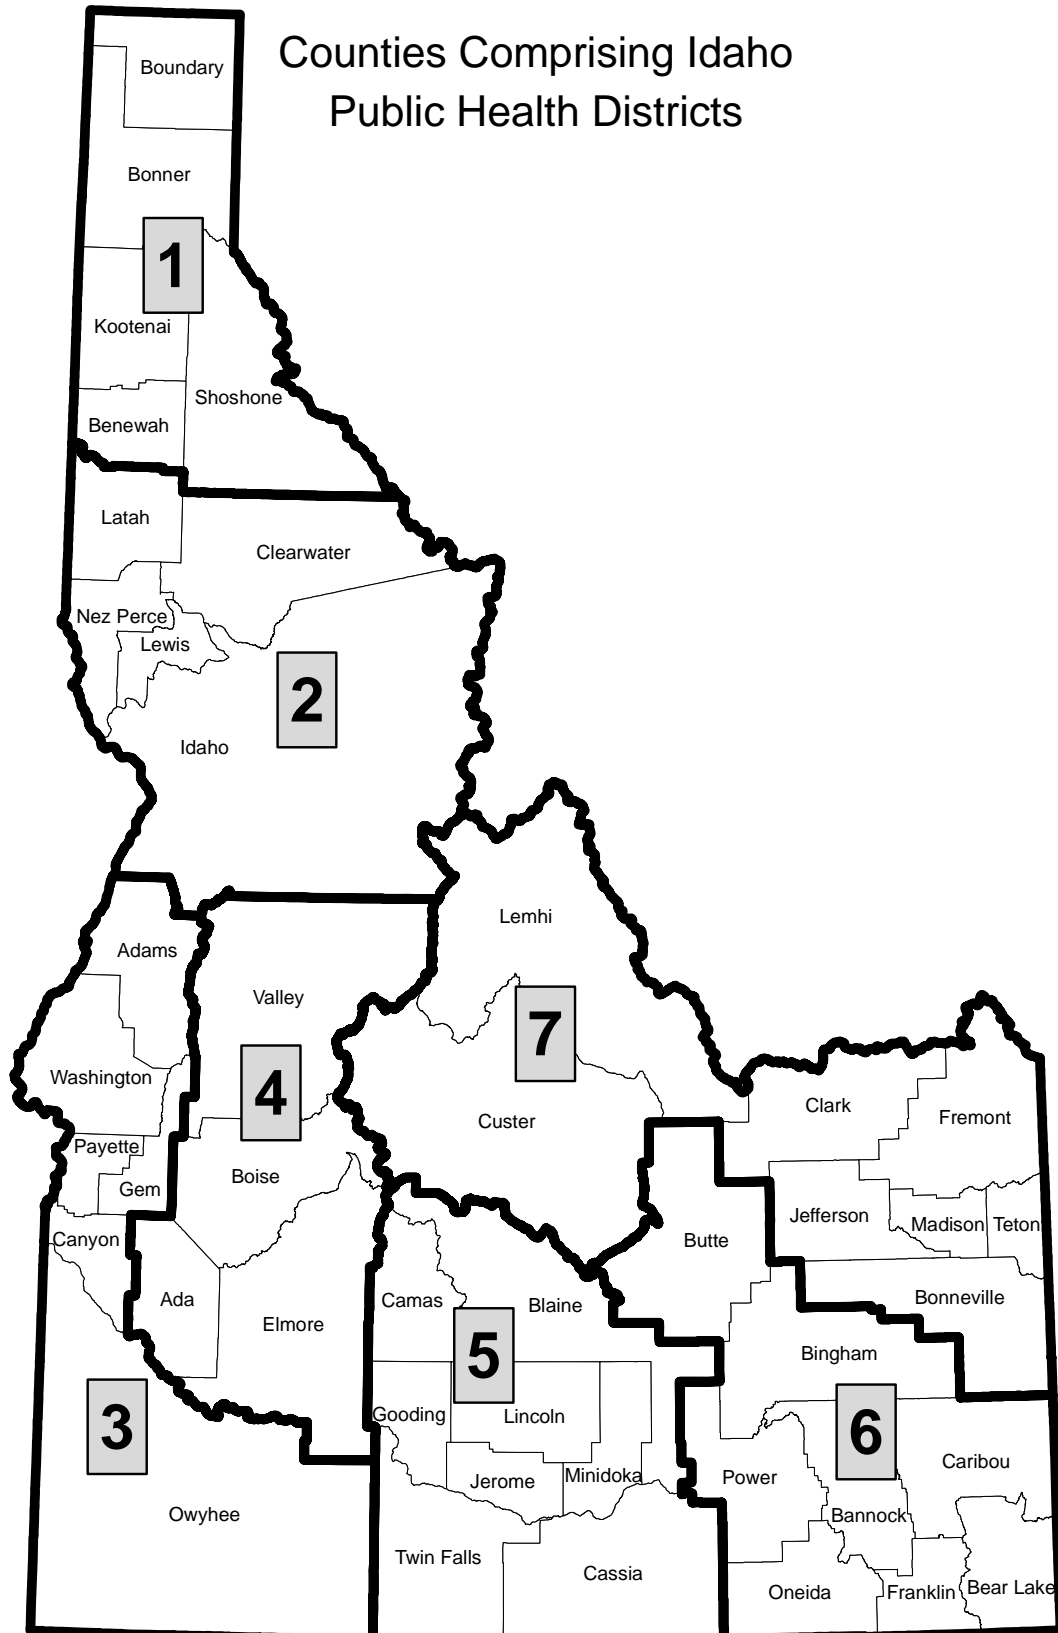 Counties Comprising Idaho
Public Health Districts
Boundary
Bonner
1
Kootenai
Shoshone
Benewah
Latah
Clearwater
Nez Perce
Lewis
2
Idaho
Lemhi
Adams
Valley
7
Washington
4
Custer
Clark
Fremont
Payette
Boise
Gem
Jefferson
Madison
Teton
Canyon
Butte
Ada
Camas
Blaine
Bonneville
Elmore
5
Bingham
3
Gooding
Lincoln
6
Jerome
Minidoka
Power
Caribou
Owyhee
Bannock
Twin Falls
Cassia
Oneida
Franklin
Bear Lake